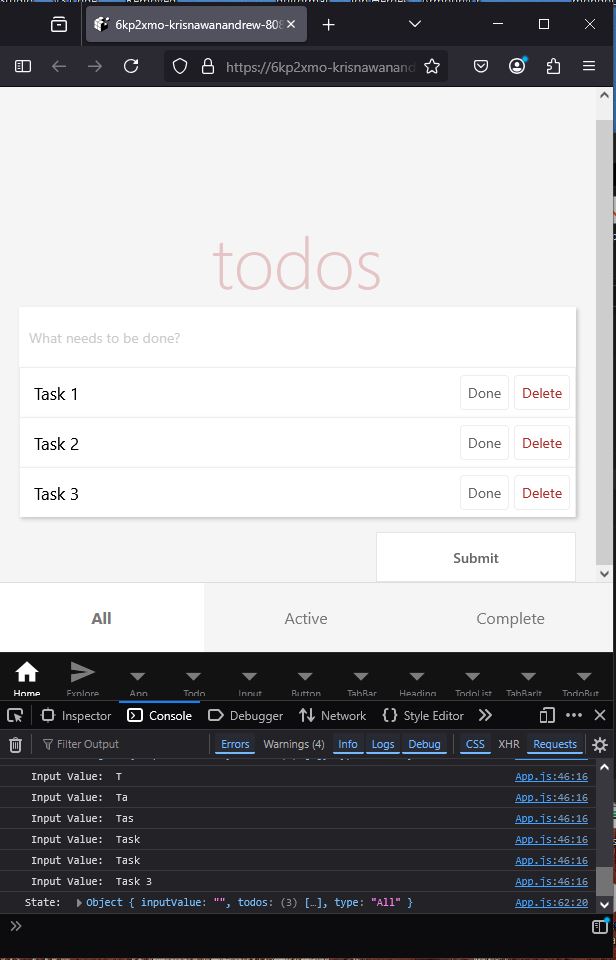 6kp2xmo-krisnawanandrew-808
https://6kp2xmo-krisnawanand
todos
What needs to be done?
Task 1 Done Delete
Task 2 Done Delete
Task 3 Done Delete
Submit
All Active Complete
Home Explore App Todo Input Button TabBar Heading TodoList TabBarIt TodoBut
Inspector Console Debugger Network Style Editor
Filter Output Errors Warnings (4) Info Logs Debug CSS XHR Requests
Input Value: T App.js:46:16
Input Value: Ta App.js:46:16
Input Value: Tas App.js:46:16
Input Value: Task App.js:46:16
Input Value: Task App.js:46:16
Input Value: Task 3 App.js:46:16
State: Object { inputValue: "", todos: (3) […], type: "All" } App.js:62:20